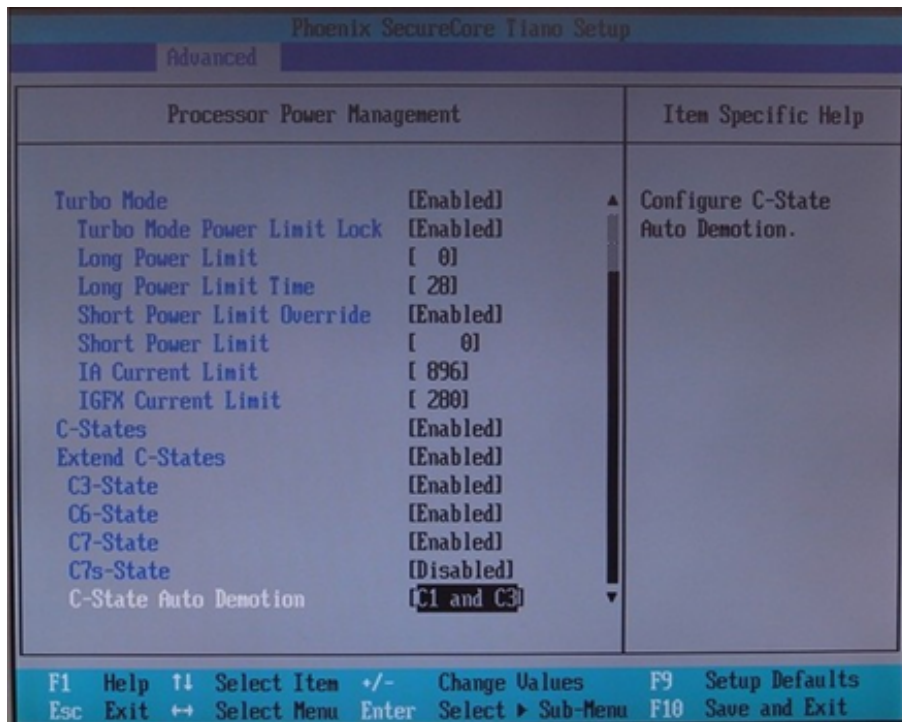 Phoenix SecureCore Tiano Setup
Advanced
Processor Power Management
Item Specific Help
Turbo Mode [Enabled]
Turbo Mode Power Limit Lock [Enabled]
Long Power Limit [ 0]
Long Power Limit Time [ 28]
Short Power Limit Override [Enabled]
Short Power Limit [ 0]
IA Current Limit [ 896]
IGFX Current Limit [ 280]
C-States [Enabled]
Extend C-States [Enabled]
C3-State [Enabled]
C6-State [Enabled]
C7-State [Enabled]
C7s-State [Disabled]
C-State Auto Demotion [C1 and C3]
Configure C-State
Auto Demotion.
F1 Help ↑↓ Select Item +/- Change Values F9 Setup Defaults
Esc Exit ↔ Select Menu Enter Select ▶ Sub-Menu F10 Save and Exit